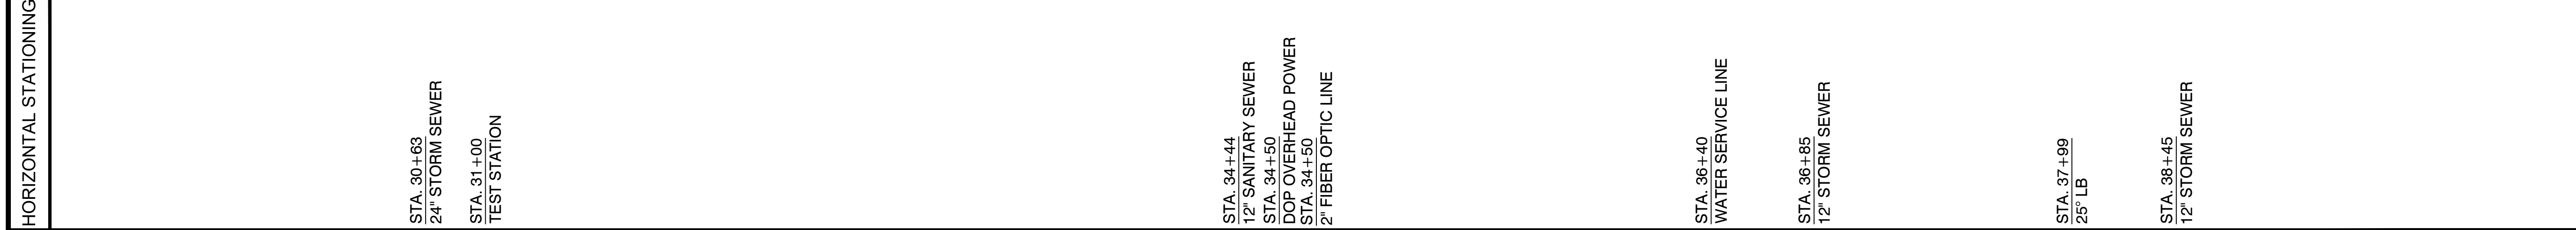 HORIZONTAL STATIONING
STA. 30+63
24" STORM SEWER
STA. 31+00
TEST STATION
STA. 34+44
12" SANITARY SEWER
STA. 34+50
DOP OVERHEAD POWER
STA. 34+50
2" FIBER OPTIC LINE
STA. 36+40
WATER SERVICE LINE
STA. 36+85
12" STORM SEWER
STA. 37+99
25° LB
STA. 38+45
12" STORM SEWER